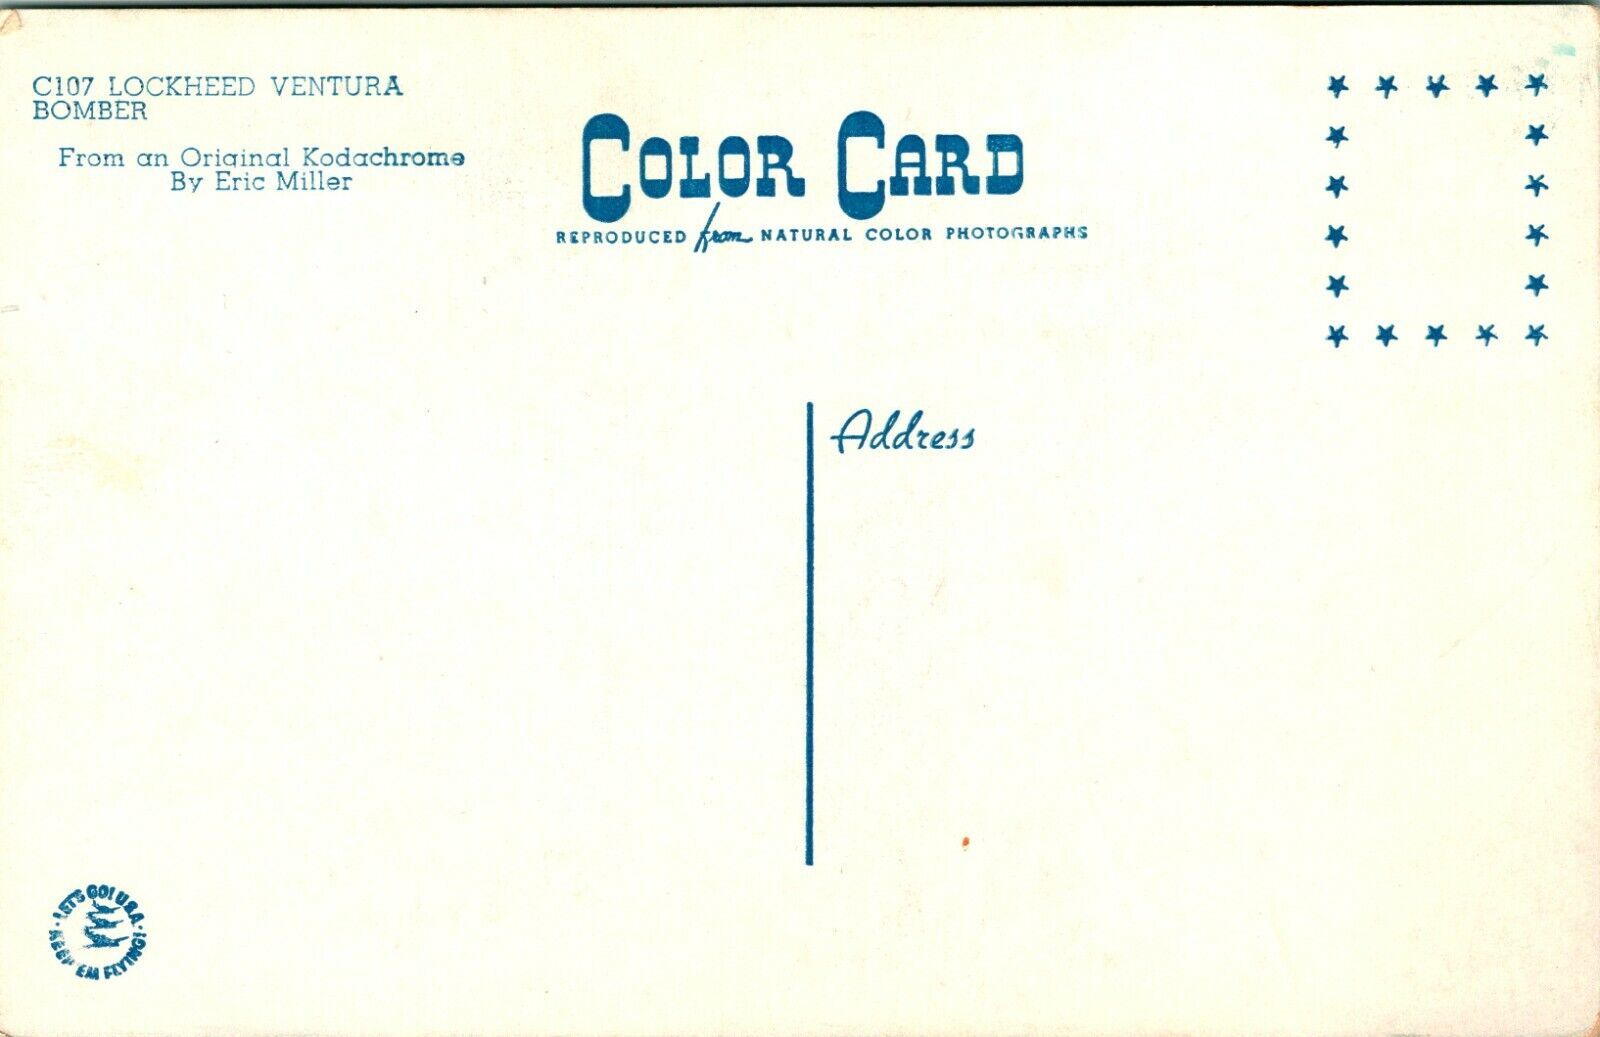 C107 LOCKHEED VENTURA
BOMBER
From an Original Kodachrome
By Eric Miller
COLOR CARD
REPRODUCED from NATURAL COLOR PHOTOGRAPHS
Address
LET'S GO! U.S.A.
KEEP 'EM FLYING!